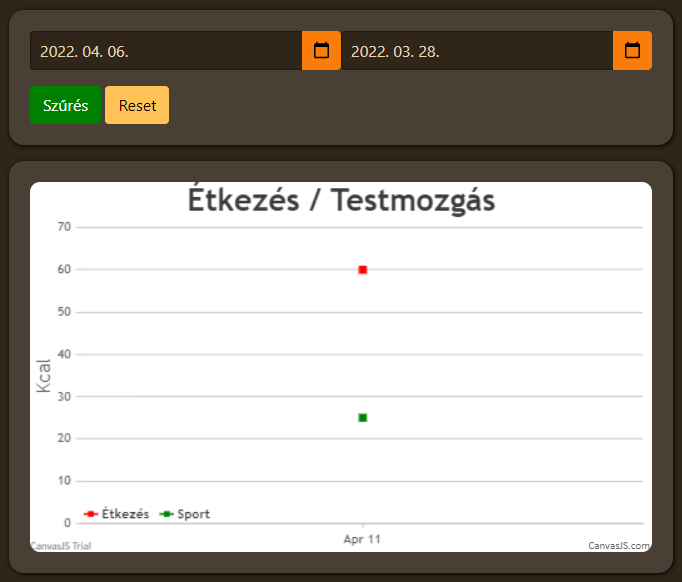 2022. 04. 06.
2022. 03. 28.
Szűrés Reset
Étkezés / Testmozgás
70
60
50
40
30
20
10
0
Kcal
Étkezés Sport
Apr 11
CanvasJS Trial
CanvasJS.com